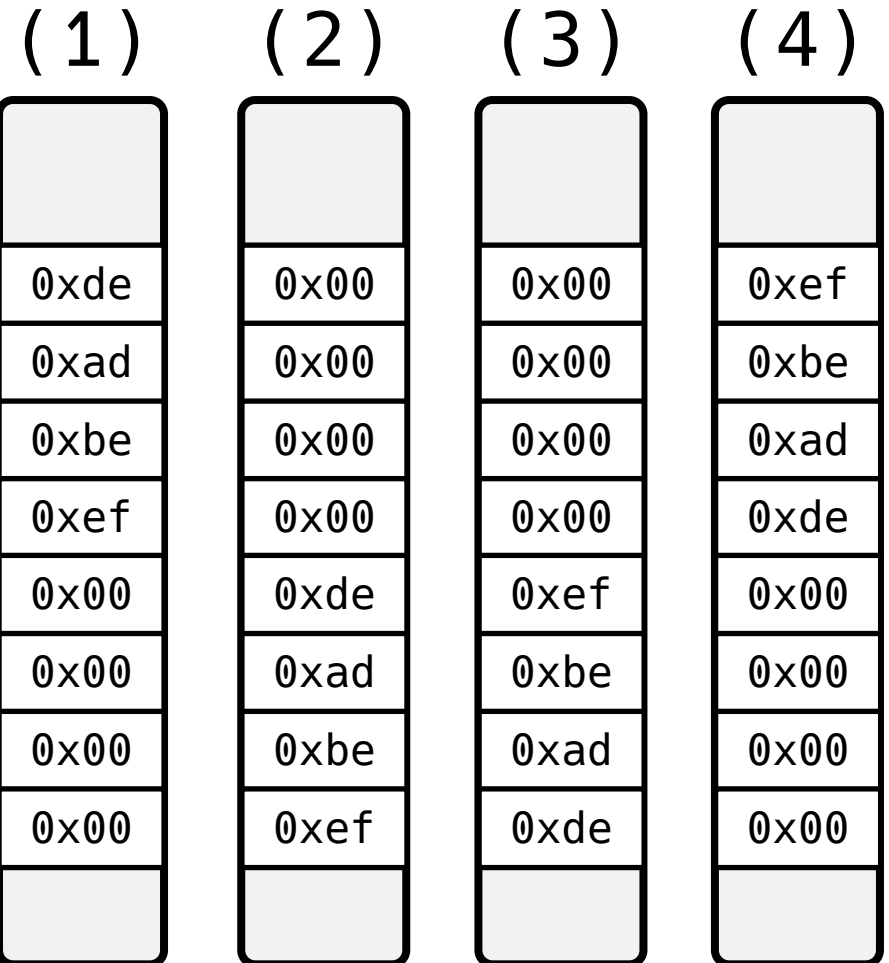 (1) (2) (3) (4)
0xde 0x00 0x00 0xef
0xad 0x00 0x00 0xbe
0xbe 0x00 0x00 0xad
0xef 0x00 0x00 0xde
0x00 0xde 0xef 0x00
0x00 0xad 0xbe 0x00
0x00 0xbe 0xad 0x00
0x00 0xef 0xde 0x00